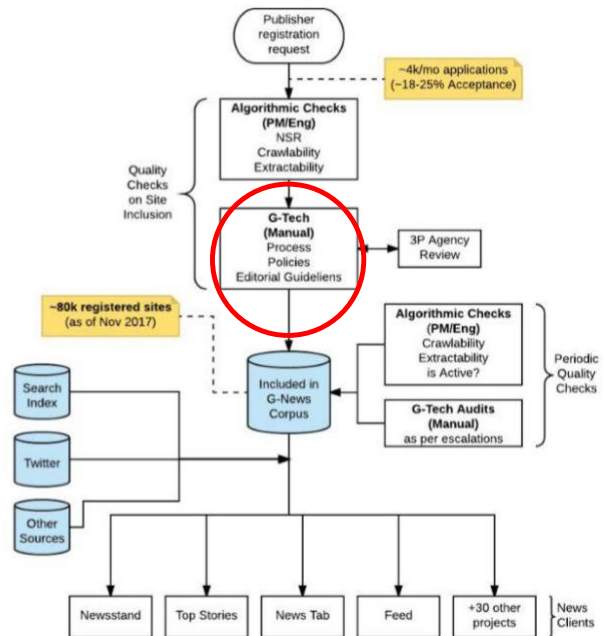 Publisher
registration
request
~4k/mo applications
(~18-25% Acceptance)
Algorithmic Checks
(PM/Eng)
NSR
Crawlability
Extractability
Quality
Checks
on Site
Inclusion
G-Tech
(Manual)
Process
Policies
Editorial Guideliens
3P Agency
Review
~80k registered sites
(as of Nov 2017)
Algorithmic Checks
(PM/Eng)
Crawlability
Extractability
is Active?
Periodic
Quality
Checks
Included in
G-News
Corpus
G-Tech Audits
(Manual)
as per escalations
Search
Index
Twitter
Other
Sources
Newsstand
Top Stories
News Tab
Feed
+30 other
projects
News
Clients